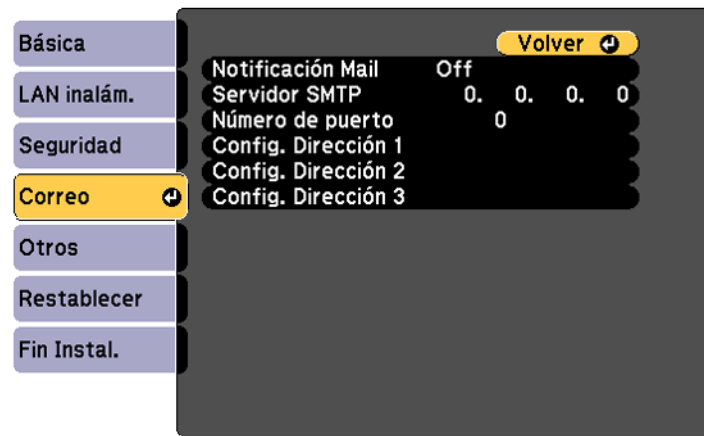 Básica
LAN inalám.
Seguridad
Correo
Otros
Restablecer
Fin Instal.
Volver
Notificación Mail Off
Servidor SMTP 0. 0. 0. 0
Número de puerto 0
Config. Dirección 1
Config. Dirección 2
Config. Dirección 3